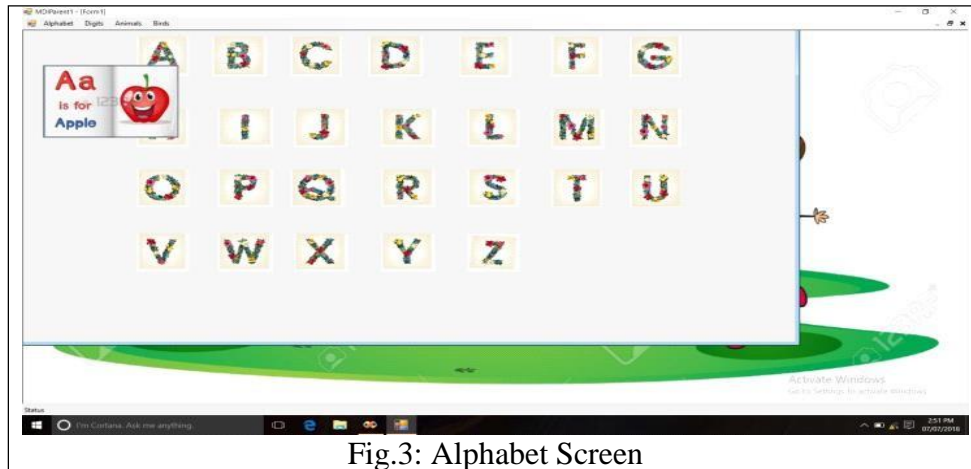 MDIParent1 - [Form1]
Alphabet Digits Animals Birds
A B C D E F G
Aa
is for
Apple
I J K L M N
O P Q R S T U
V W X Y Z
Activate Windows
Go to Settings to activate Windows.
Status
I'm Cortana. Ask me anything.
2:51 PM
07/07/2018
Fig.3: Alphabet Screen